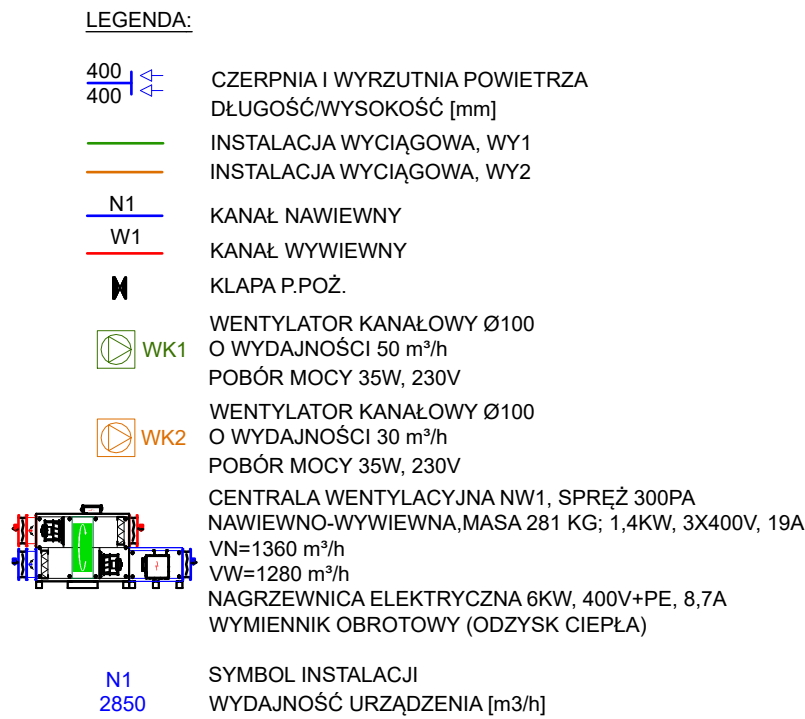 LEGENDA:
400
400
CZERPNIA I WYRZUTNIA POWIETRZA
DŁUGOŚĆ/WYSOKOŚĆ [mm]
INSTALACJA WYCIĄGOWA, WY1
INSTALACJA WYCIĄGOWA, WY2
N1
KANAŁ NAWIEWNY
W1
KANAŁ WYWIEWNY
KLAPA P.POŻ.
WENTYLATOR KANAŁOWY Ø100
WK1 O WYDAJNOŚCI 50 m³/h
POBÓR MOCY 35W, 230V
WENTYLATOR KANAŁOWY Ø100
WK2 O WYDAJNOŚCI 30 m³/h
POBÓR MOCY 35W, 230V
CENTRALA WENTYLACYJNA NW1, SPRĘŻ 300PA
NAWIEWNO-WYWIEWNA,MASA 281 KG; 1,4KW, 3X400V, 19A
VN=1360 m³/h
VW=1280 m³/h
NAGRZEWNICA ELEKTRYCZNA 6KW, 400V+PE, 8,7A
WYMIENNIK OBROTOWY (ODZYSK CIEPŁA)
N1 SYMBOL INSTALACJI
2850 WYDAJNOŚĆ URZĄDZENIA [m3/h]